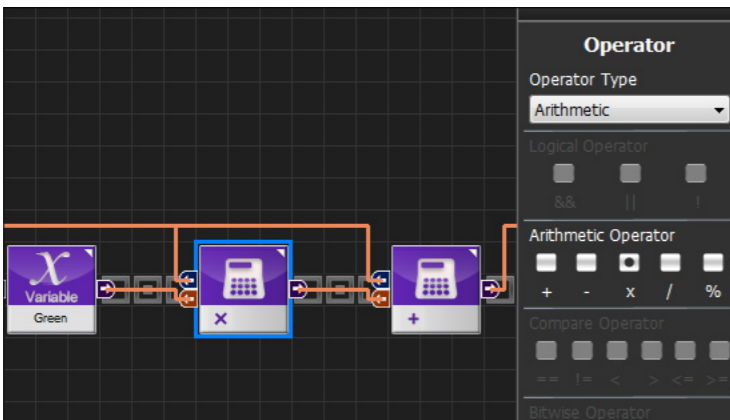 Operator
Operator Type
Arithmetic
Logical Operator
&& || !
Arithmetic Operator
+ - x / %
Compare Operator
== != < > <= >=
Bitwise Operator
x
Variable
Green
×
+